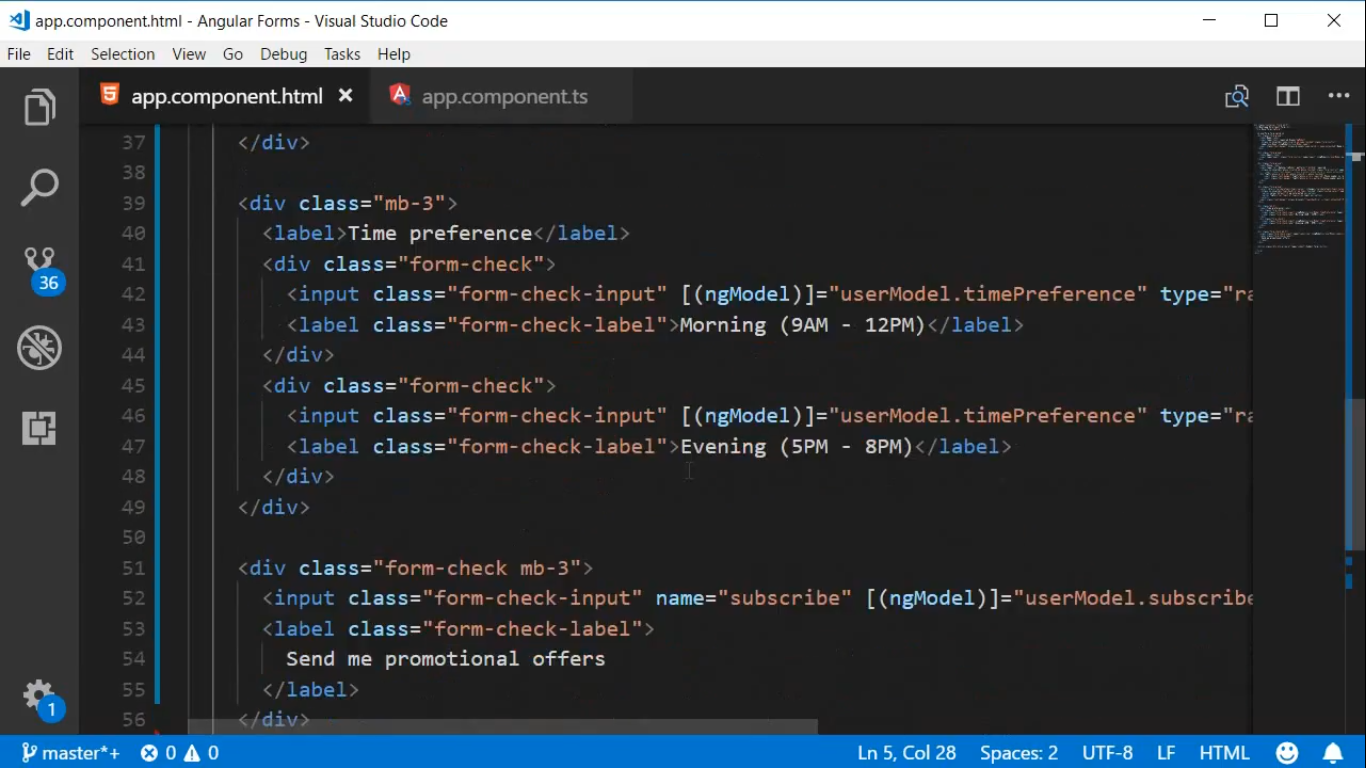 app.component.html - Angular Forms - Visual Studio Code
File Edit Selection View Go Debug Tasks Help
app.component.html app.component.ts
37 </div>
38
39 <div class="mb-3">
40 <label>Time preference</label>
41 <div class="form-check">
42 <input class="form-check-input" [(ngModel)]="userModel.timePreference" type="ra
43 <label class="form-check-label">Morning (9AM - 12PM)</label>
44 </div>
45 <div class="form-check">
46 <input class="form-check-input" [(ngModel)]="userModel.timePreference" type="ra
47 <label class="form-check-label">Evening (5PM - 8PM)</label>
48 </div>
49 </div>
50
51 <div class="form-check mb-3">
52 <input class="form-check-input" name="subscribe" [(ngModel)]="userModel.subscribe
53 <label class="form-check-label">
54 Send me promotional offers
55 </label>
56 </div>
36
1
master*+ 0 0 Ln 5, Col 28 Spaces: 2 UTF-8 LF HTML